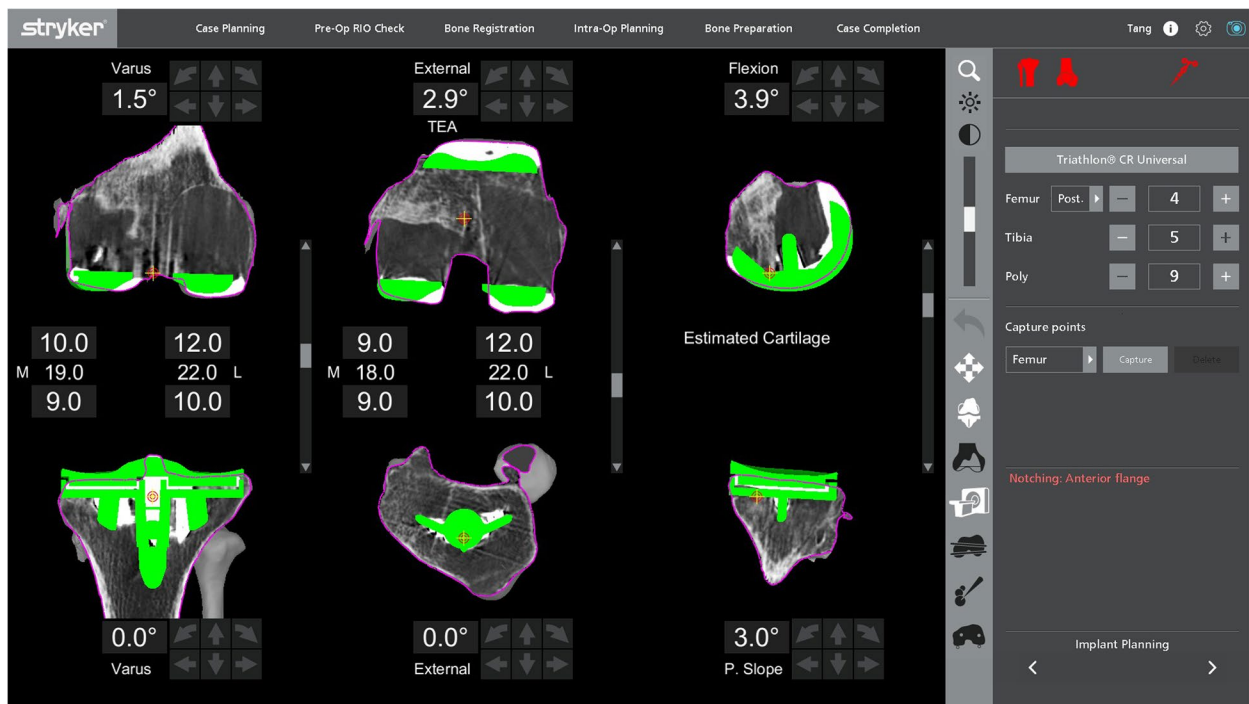 stryker
Case Planning Pre-Op RIO Check Bone Registration Intra-Op Planning Bone Preparation Case Completion Tang
Varus External Flexion
1.5° 2.9° 3.9°
TEA
10.0 12.0 9.0 12.0
M 19.0 22.0 L M 18.0 22.0 L
9.0 10.0 9.0 10.0
Estimated Cartilage
0.0° 0.0° 3.0°
Varus External P. Slope
Triathlon® CR Universal
Femur Post. − 4 +
Tibia − 5 +
Poly − 9 +
Capture points
Femur Capture Delete
Notching: Anterior flange
Implant Planning